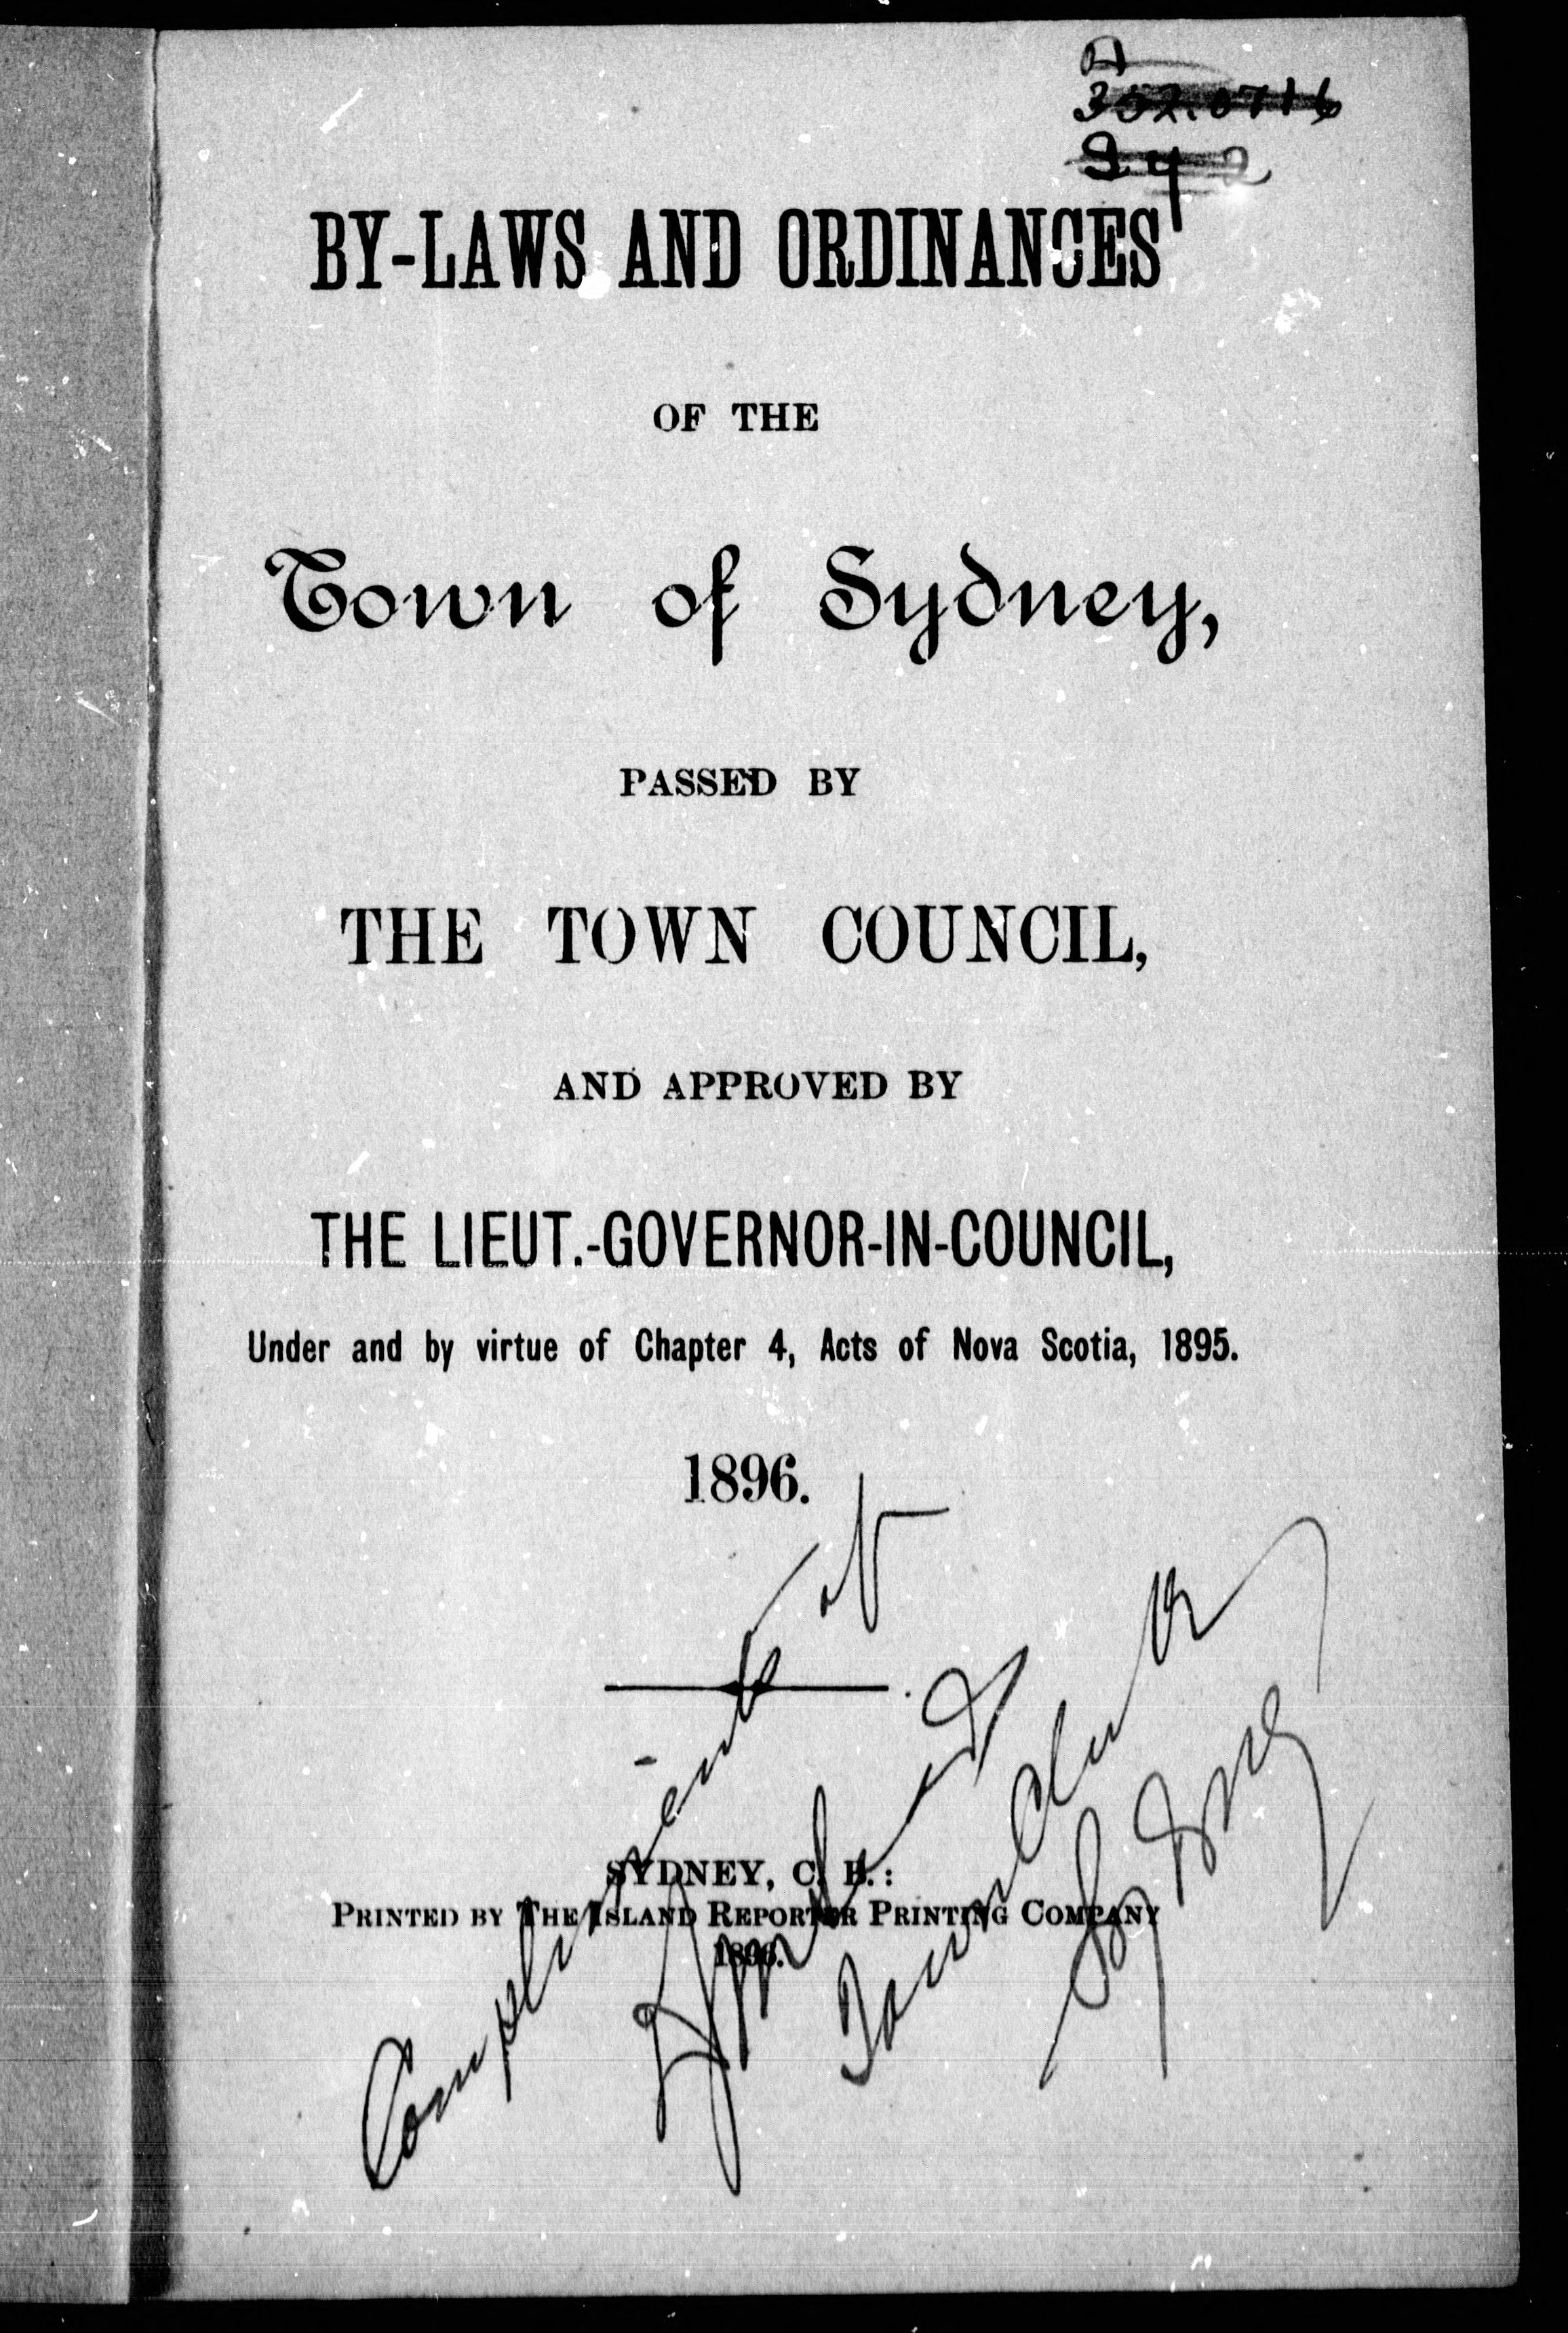 A
352.0716
BY-LAWS AND ORDINANCES
OF THE
Town of Sydney,
PASSED BY
THE TOWN COUNCIL,
AND APPROVED BY
THE LIEUT.-GOVERNOR-IN-COUNCIL,
Under and by virtue of Chapter 4, Acts of Nova Scotia, 1895.
1896.
SYDNEY, C. B.:
PRINTED BY THE ISLAND REPORTER PRINTING COMPANY
1896.
Compliments of
Town Clerk
Sydney